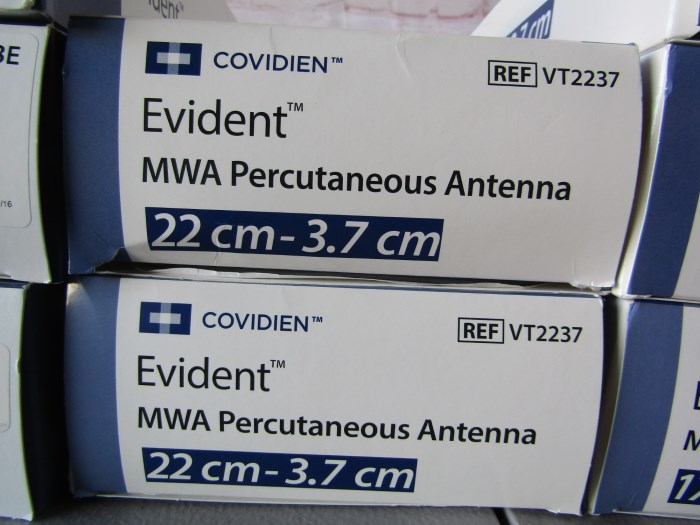 COVIDIEN™
REF VT2237
Evident™
MWA Percutaneous Antenna
22 cm - 3.7 cm
COVIDIEN™
REF VT2237
Evident™
MWA Percutaneous Antenna
22 cm - 3.7 cm